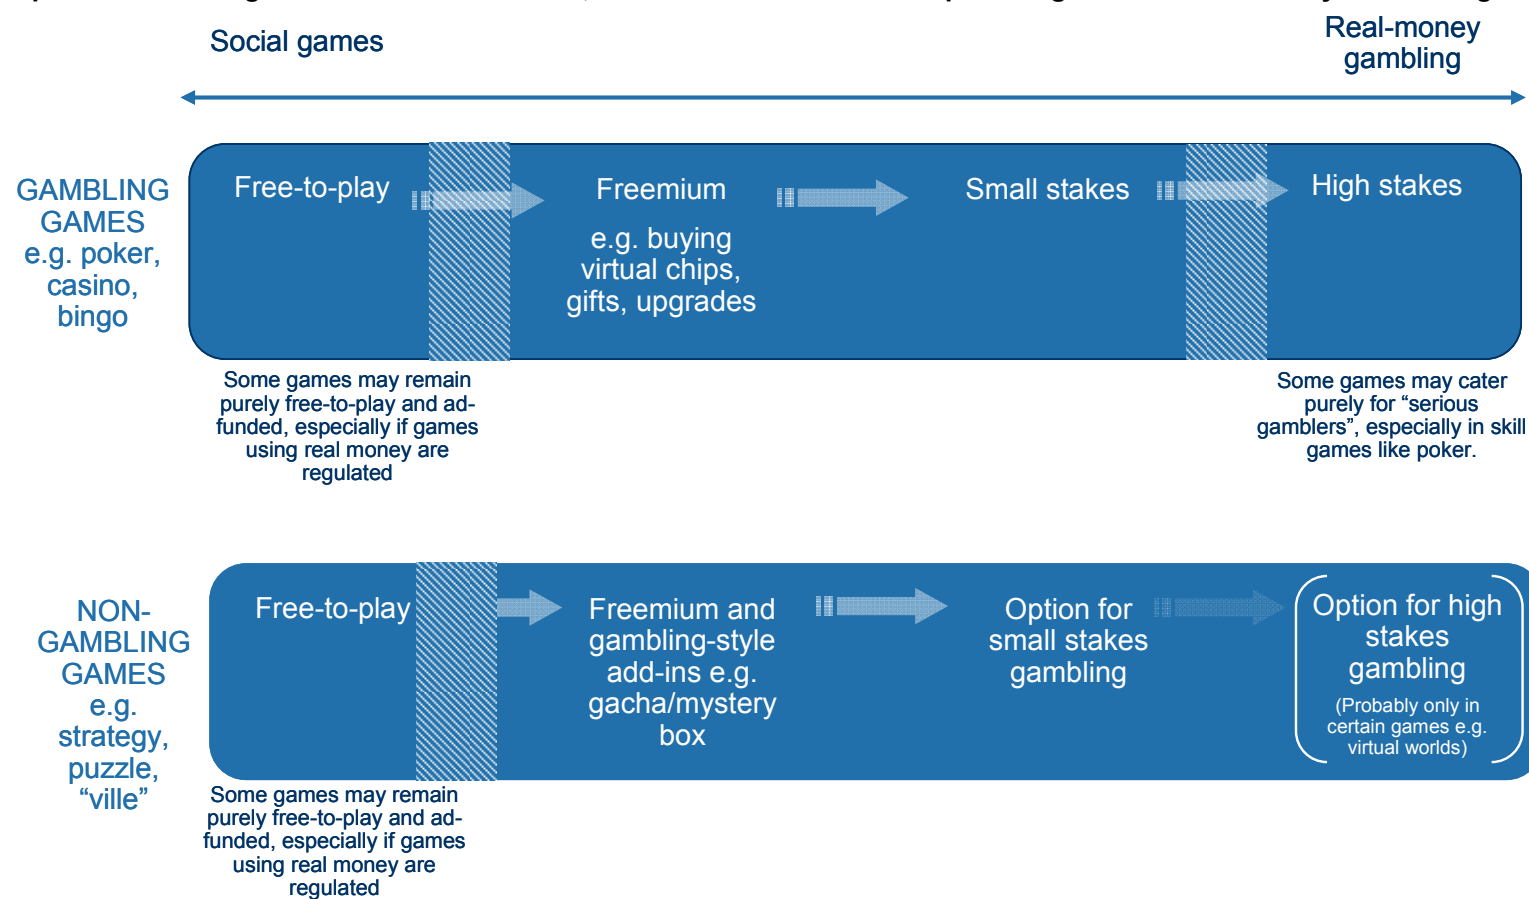 Social games
Real-money
gambling
GAMBLING
GAMES
e.g. poker,
casino,
bingo
Free-to-play
Freemium
e.g. buying
virtual chips,
gifts, upgrades
Small stakes
High stakes
Some games may remain
purely free-to-play and ad-
funded, especially if games
using real money are
regulated
Some games may cater
purely for “serious
gamblers”, especially in skill
games like poker.
NON-
GAMBLING
GAMES
e.g.
strategy,
puzzle,
“ville”
Free-to-play
Freemium and
gambling-style
add-ins e.g.
gacha/mystery
box
Option for
small stakes
gambling
Option for high
stakes
gambling
(Probably only in
certain games e.g.
virtual worlds)
Some games may remain
purely free-to-play and ad-
funded, especially if games
using real money are
regulated